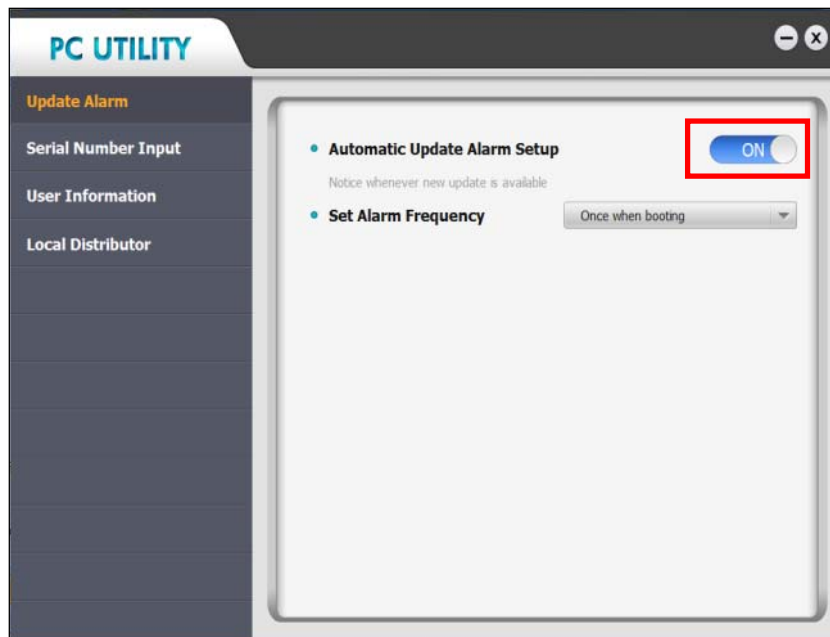 PC UTILITY
Update Alarm
Serial Number Input
User Information
Local Distributor
Automatic Update Alarm Setup
ON
Notice whenever new update is available
Set Alarm Frequency
Once when booting